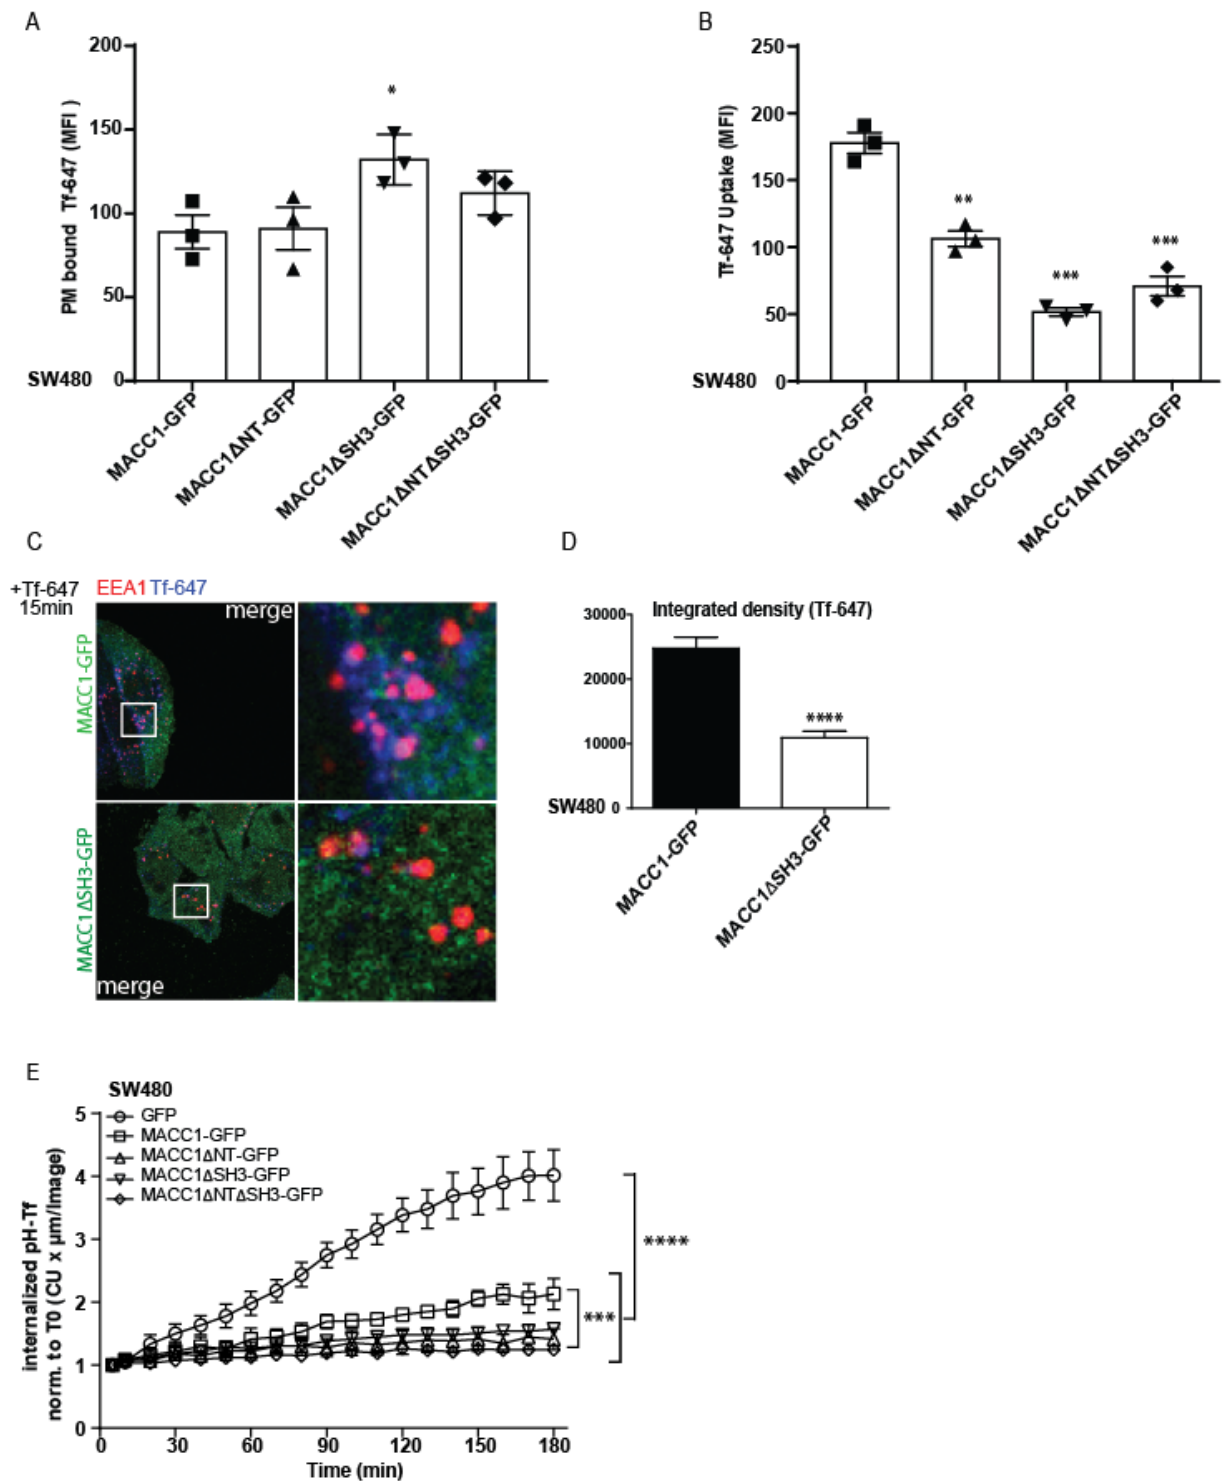 A
200
150
100
50
0
PM bound Tf-647 (MFI )
*
SW480
MACC1-GFP
MACC1ΔNT-GFP
MACC1ΔSH3-GFP
MACC1ΔNTΔSH3-GFP
B
250
200
150
100
50
0
Tf-647 Uptake (MFI)
**
***
***
SW480
MACC1-GFP
MACC1ΔNT-GFP
MACC1ΔSH3-GFP
MACC1ΔNTΔSH3-GFP
C
+Tf-647
15min
EEA1 Tf-647
merge
MACC1-GFP
MACC1ΔSH3-GFP
merge
D
Integrated density (Tf-647)
30000
20000
10000
0
****
SW480
MACC1-GFP
MACC1ΔSH3-GFP
E
SW480
GFP
MACC1-GFP
MACC1ΔNT-GFP
MACC1ΔSH3-GFP
MACC1ΔNTΔSH3-GFP
5
4
3
2
1
0
internalized pH-Tf
norm. to T0 (CU x µm/Image)
***
****
0 30 60 90 120 150 180
Time (min)